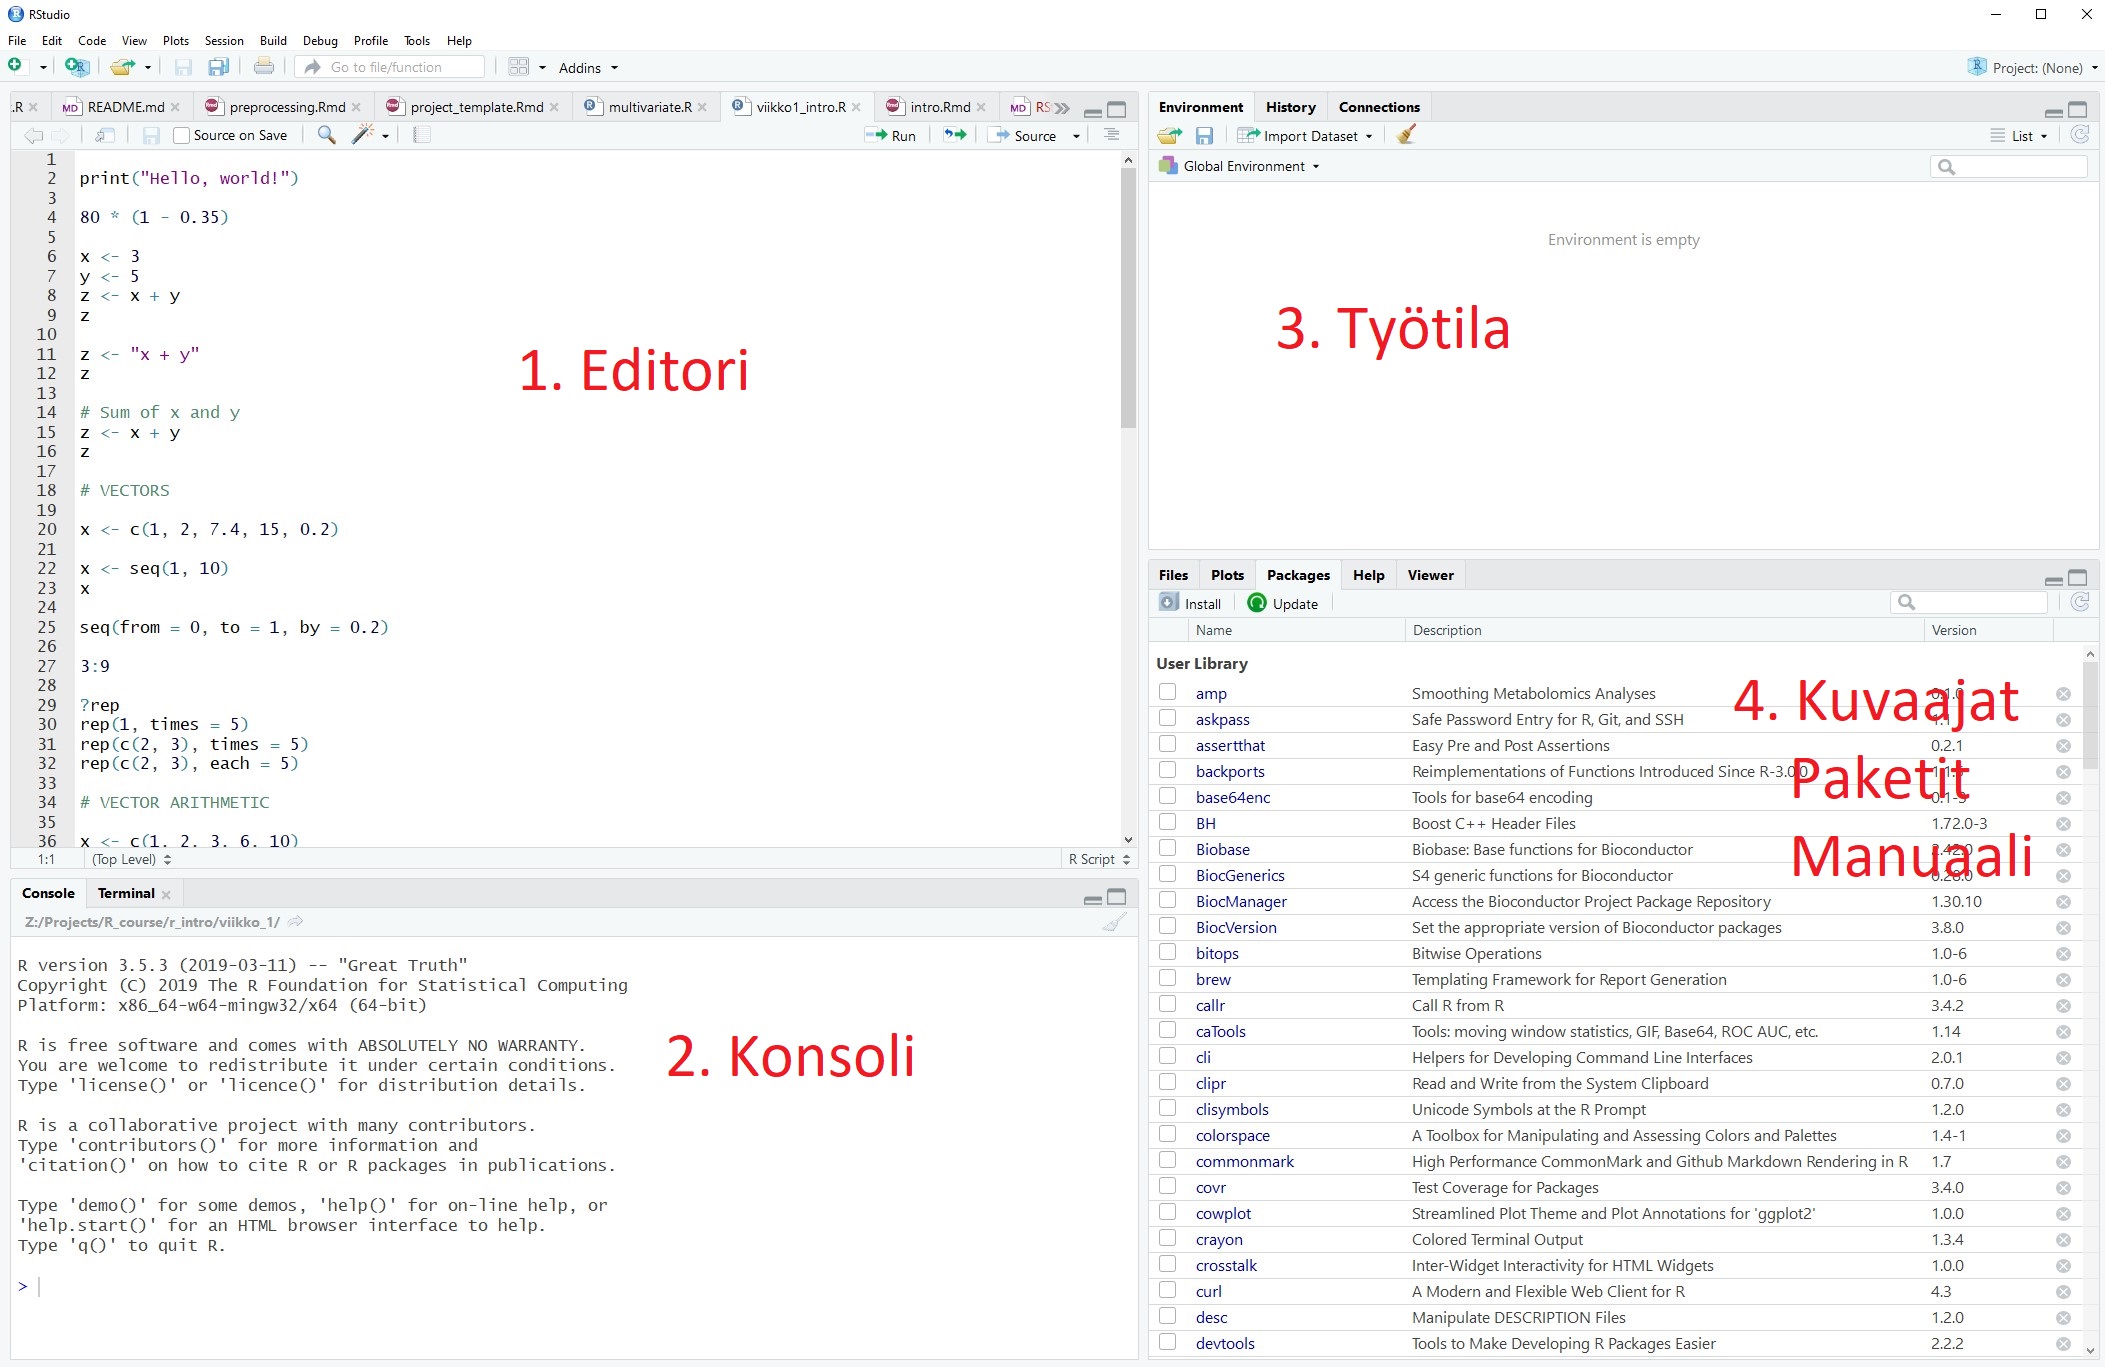 RStudio
File Edit Code View Plots Session Build Debug Profile Tools Help
Go to file/function Addins Project: (None)
.R README.md preprocessing.Rmd project_template.Rmd multivariate.R viikko1_intro.R intro.Rmd RS
Source on Save Run Source
1
2 print("Hello, world!")
3
4 80 * (1 - 0.35)
5
6 x <- 3
7 y <- 5
8 z <- x + y
9 z
10
11 z <- "x + y"
12 z
13
14 # Sum of x and y
15 z <- x + y
16 z
17
18 # VECTORS
19
20 x <- c(1, 2, 7.4, 15, 0.2)
21
22 x <- seq(1, 10)
23 x
24
25 seq(from = 0, to = 1, by = 0.2)
26
27 3:9
28
29 ?rep
30 rep(1, times = 5)
31 rep(c(2, 3), times = 5)
32 rep(c(2, 3), each = 5)
33
34 # VECTOR ARITHMETIC
35
36 x <- c(1, 2, 3, 6, 10)
1. Editori
1:1 (Top Level) R Script
Console Terminal
Z:/Projects/R_course/r_intro/viikko_1/
R version 3.5.3 (2019-03-11) -- "Great Truth"
Copyright (C) 2019 The R Foundation for Statistical Computing
Platform: x86_64-w64-mingw32/x64 (64-bit)
R is free software and comes with ABSOLUTELY NO WARRANTY.
You are welcome to redistribute it under certain conditions.
Type 'license()' or 'licence()' for distribution details.
R is a collaborative project with many contributors.
Type 'contributors()' for more information and
'citation()' on how to cite R or R packages in publications.
Type 'demo()' for some demos, 'help()' for on-line help, or
'help.start()' for an HTML browser interface to help.
Type 'q()' to quit R.
>
2. Konsoli
Environment History Connections
Import Dataset List
Global Environment
Environment is empty
3. Työtila
Files Plots Packages Help Viewer
Install Update
Name Description Version
User Library
amp Smoothing Metabolomics Analyses 0.1.0
askpass Safe Password Entry for R, Git, and SSH 1.1
assertthat Easy Pre and Post Assertions 0.2.1
backports Reimplementations of Functions Introduced Since R-3.0.0
base64enc Tools for base64 encoding 0.1-3
BH Boost C++ Header Files 1.72.0-3
Biobase Biobase: Base functions for Bioconductor 2.42.0
BiocGenerics S4 generic functions for Bioconductor 0.28.0
BiocManager Access the Bioconductor Project Package Repository 1.30.10
BiocVersion Set the appropriate version of Bioconductor packages 3.8.0
bitops Bitwise Operations 1.0-6
brew Templating Framework for Report Generation 1.0-6
callr Call R from R 3.4.2
caTools Tools: moving window statistics, GIF, Base64, ROC AUC, etc. 1.14
cli Helpers for Developing Command Line Interfaces 2.0.1
clipr Read and Write from the System Clipboard 0.7.0
clisymbols Unicode Symbols at the R Prompt 1.2.0
colorspace A Toolbox for Manipulating and Assessing Colors and Palettes 1.4-1
commonmark High Performance CommonMark and Github Markdown Rendering in R 1.7
covr Test Coverage for Packages 3.4.0
cowplot Streamlined Plot Theme and Plot Annotations for 'ggplot2' 1.0.0
crayon Colored Terminal Output 1.3.4
crosstalk Inter-Widget Interactivity for HTML Widgets 1.0.0
curl A Modern and Flexible Web Client for R 4.3
desc Manipulate DESCRIPTION Files 1.2.0
devtools Tools to Make Developing R Packages Easier 2.2.2
4. Kuvaajat
Paketit
Manuaali